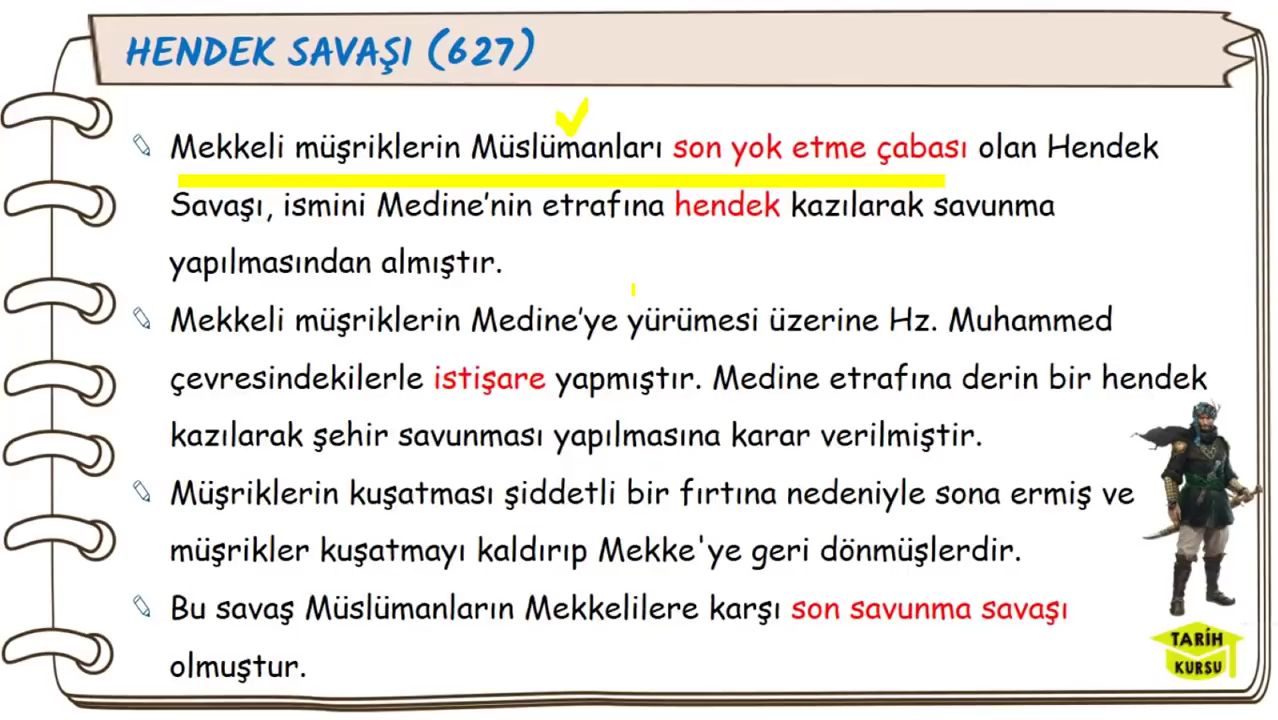 HENDEK SAVAŞI (627)
Mekkeli müşriklerin Müslümanları son yok etme çabası olan Hendek
Savaşı, ismini Medine’nin etrafına hendek kazılarak savunma
yapılmasından almıştır.
Mekkeli müşriklerin Medine’ye yürümesi üzerine Hz. Muhammed
çevresindekilerle istişare yapmıştır. Medine etrafına derin bir hendek
kazılarak şehir savunması yapılmasına karar verilmiştir.
Müşriklerin kuşatması şiddetli bir fırtına nedeniyle sona ermiş ve
müşrikler kuşatmayı kaldırıp Mekke'ye geri dönmüşlerdir.
Bu savaş Müslümanların Mekkelilere karşı son savunma savaşı
olmuştur.
TARİH
KURSU